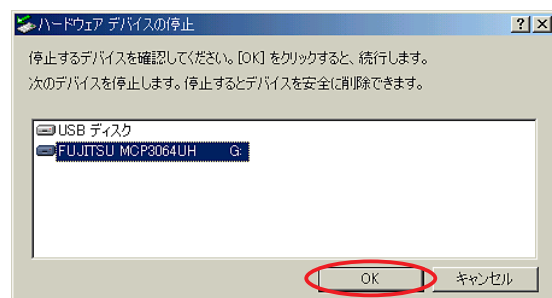 ハードウェア デバイスの停止
停止するデバイスを確認してください。[OK] をクリックすると、続行します。
次のデバイスを停止します。停止するとデバイスを安全に削除できます。
USB ディスク
FUJITSU MCP3064UH G:
OK キャンセル